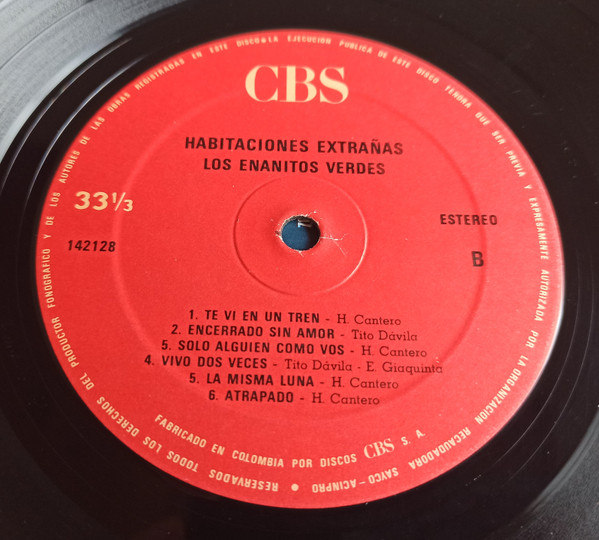 CBS
HABITACIONES EXTRAÑAS
LOS ENANITOS VERDES
33 1/3
142128
ESTEREO
B
1. TE VI EN UN TREN - H. Cantero
2. ENCERRADO SIN AMOR - Tito Dávila
5. SOLO ALGUIEN COMO VOS - H. Cantero
4. VIVO DOS VECES - Tito Dávila - E. Giaquinta
5. LA MISMA LUNA - H. Cantero
6. ATRAPADO - H. Cantero
FABRICADO EN COLOMBIA POR DISCOS CBS S. A.
RESERVADOS TODOS LOS DERECHOS DEL PRODUCTOR FONOGRAFICO Y DE LOS AUTORES DE LAS OBRAS REGISTRADAS EN ESTE DISCO • LA EJECUCION PUBLICA DE ESTE DISCO TENDRA QUE SER PREVIA Y EXPRESAMENTE AUTORIZADA POR LA ORGANIZACION RECAUDADORA SAYCO-ACINPRO •